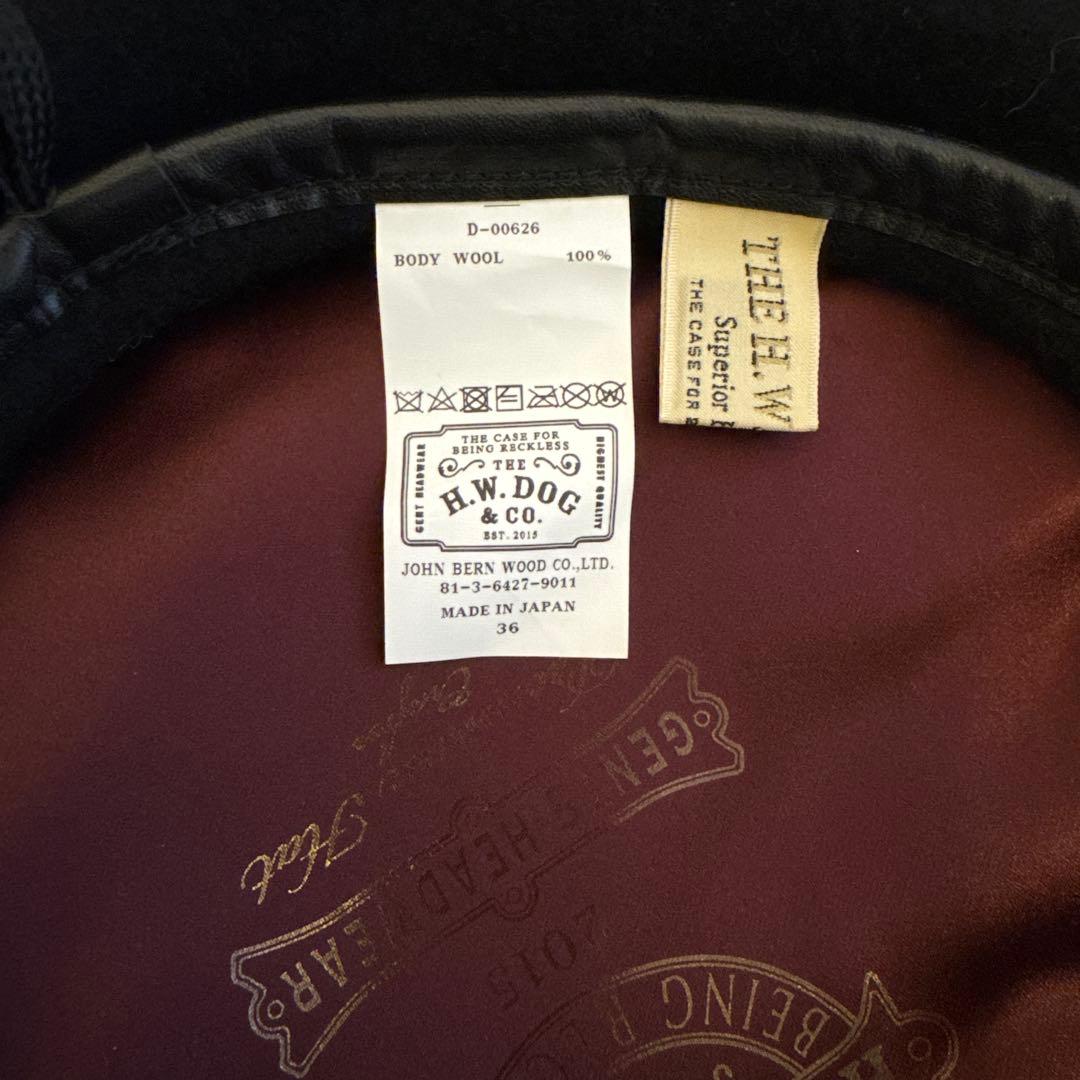 D-00626
BODY WOOL 100%
THE CASE FOR
BEING RECKLESS
GENT HEADWEAR
HIGHEST QUALITY
THE
H.W.DOG
& CO.
EST. 2015
JOHN BERN WOOD CO.,LTD.
81-3-6427-9011
MADE IN JAPAN
36
THE H.W
Superior
THE CASE FOR
Hat
GENT HEADWEAR
2015
BEING